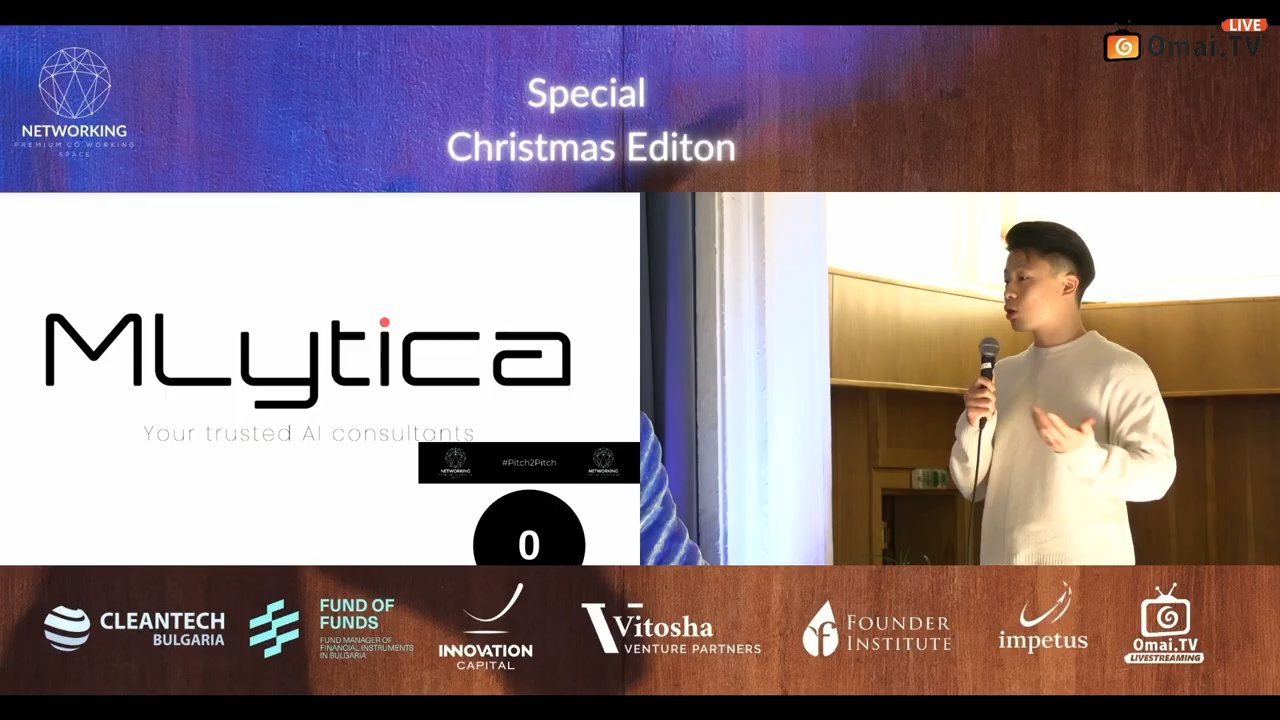 LIVE
Omai.TV
NETWORKING
PREMIUM CO WORKING
SPACE
Special
Christmas Editon
MLytica
Your trusted AI consultants
NETWORKING
#Pitch2Pitch
NETWORKING
0
CLEANTECH
BULGARIA
FUND OF
FUNDS
FUND MANAGER OF
FINANCIAL INSTRUMENTS
IN BULGARIA
INNOVATION
CAPITAL
Vitosha
VENTURE PARTNERS
FOUNDER
INSTITUTE
impetus
Omai.TV
LIVESTREAMING